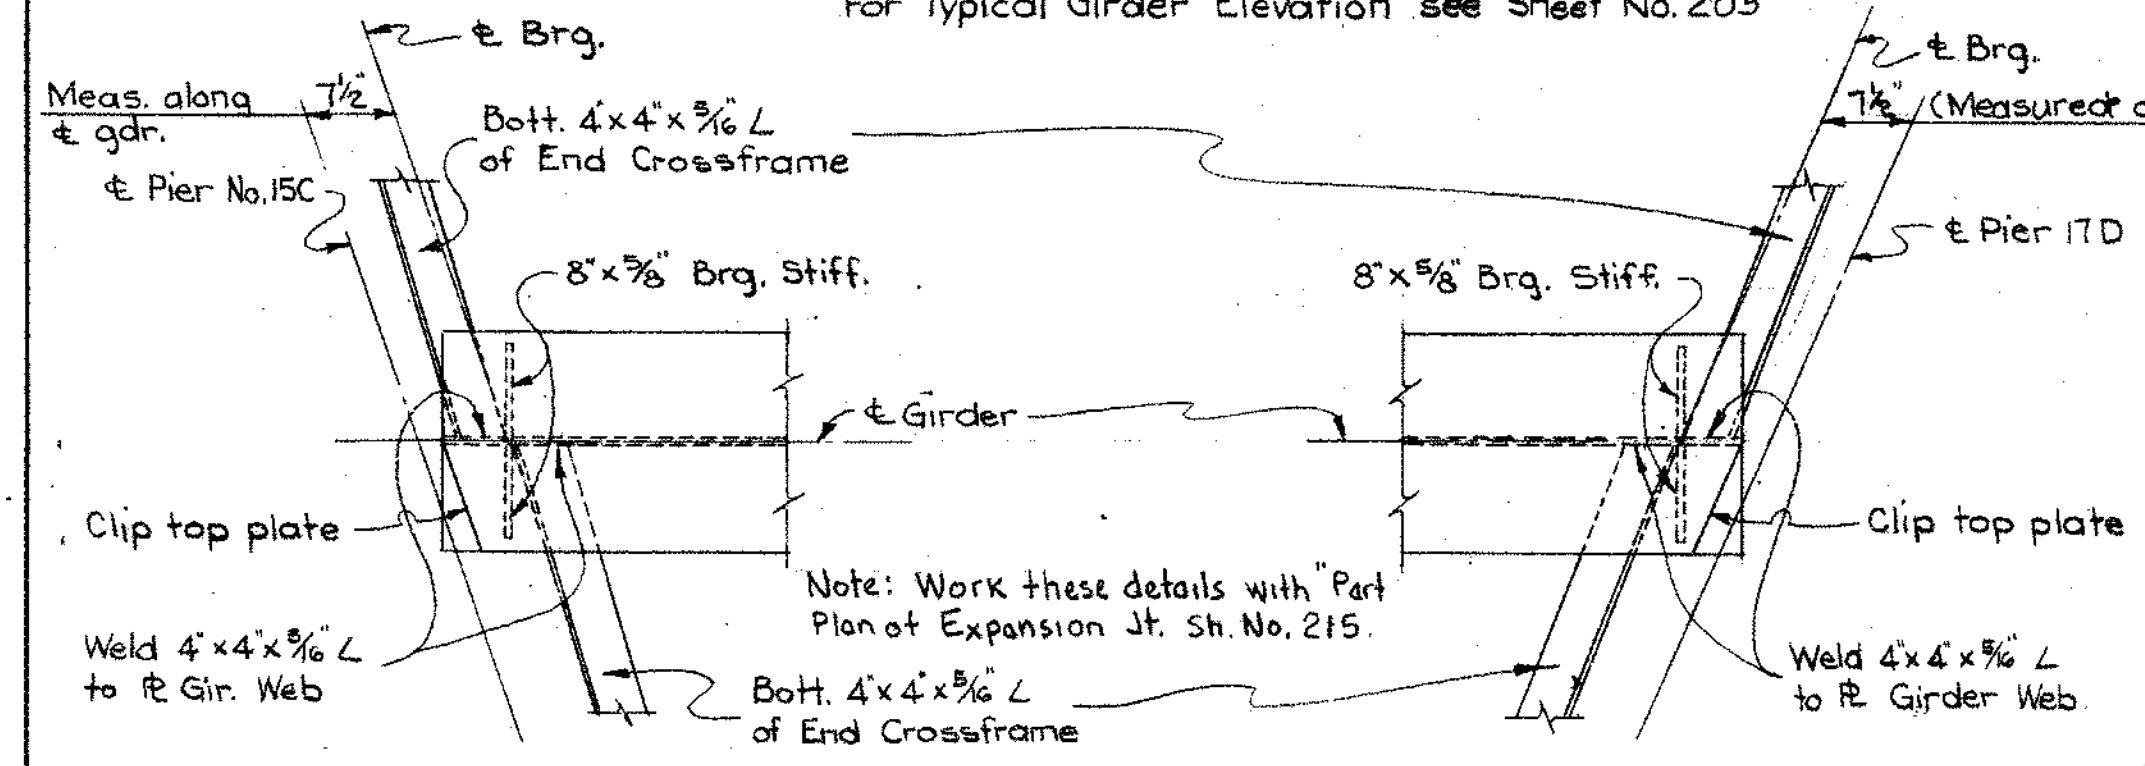 For Typical Girder Elevation see Sheet No. 203
℄ Brg.
℄ Brg.
Meas. along
℄ gdr.
7½"
7½" (Measured
Bott. 4"x4"x5/16" L
of End Crossframe
℄ Pier No. 15C
℄ Pier 17D
8"x5/8" Brg. Stiff.
8"x5/8" Brg. Stiff.
℄ Girder
Clip top plate
Clip top plate
Note: Work these details with "Part
Plan of Expansion Jt. Sh. No. 215.
Weld 4"x4"x5/16" L
to PL Gir. Web
Weld 4"x4"x5/16" L
to PL Girder Web
Bott. 4"x4"x5/16" L
of End Crossframe